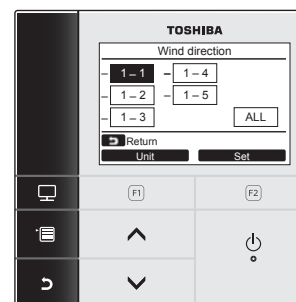 TOSHIBA
Wind direction
– 1 – 1 – 1 – 4
– 1 – 2 – 1 – 5
– 1 – 3 ALL
Return
Unit Set
F1 F2